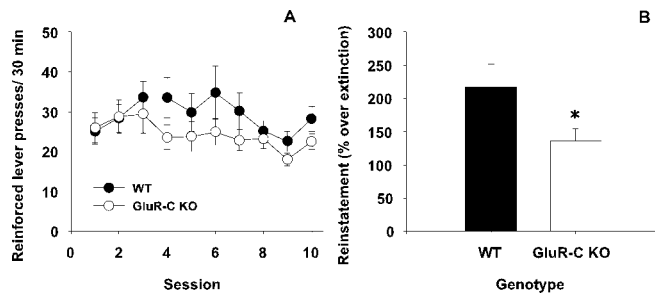 A
Reinforced lever presses/ 30 min
50
40
30
20
10
0
WT
GluR-C KO
0 2 4 6 8 10
Session
B
Reinstatement (% over extinction)
300
250
200
150
100
50
0
*
WT GluR-C KO
Genotype